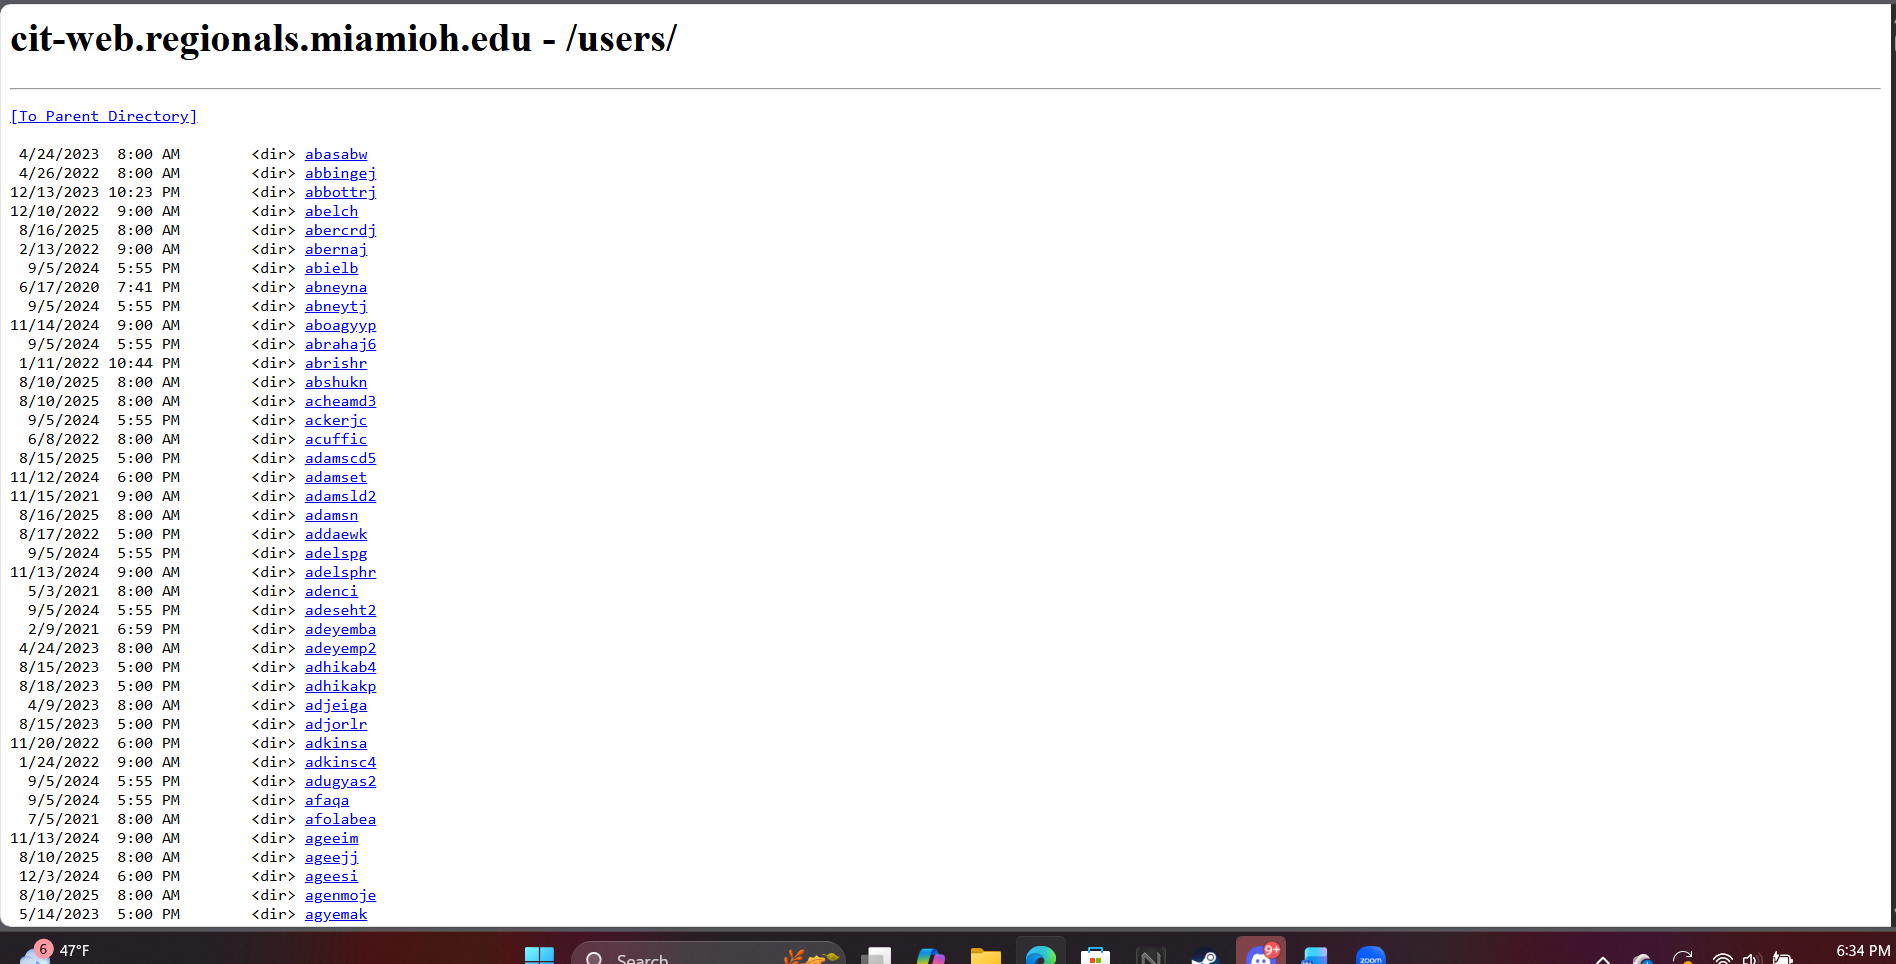 cit-web.regionals.miamioh.edu - /users/
[To Parent Directory]
4/24/2023 8:00 AM <dir> abasabw
4/26/2022 8:00 AM <dir> abbingej
12/13/2023 10:23 PM <dir> abbottrj
12/10/2022 9:00 AM <dir> abelch
8/16/2025 8:00 AM <dir> abercrdj
2/13/2022 9:00 AM <dir> abernaj
9/5/2024 5:55 PM <dir> abielb
6/17/2020 7:41 PM <dir> abneyna
9/5/2024 5:55 PM <dir> abneytj
11/14/2024 9:00 AM <dir> aboagyyp
9/5/2024 5:55 PM <dir> abrahaj6
1/11/2022 10:44 PM <dir> abrishr
8/10/2025 8:00 AM <dir> abshukn
8/10/2025 8:00 AM <dir> acheamd3
9/5/2024 5:55 PM <dir> ackerjc
6/8/2022 8:00 AM <dir> acuffic
8/15/2025 5:00 PM <dir> adamscd5
11/12/2024 6:00 PM <dir> adamset
11/15/2021 9:00 AM <dir> adamsld2
8/16/2025 8:00 AM <dir> adamsn
8/17/2022 5:00 PM <dir> addaewk
9/5/2024 5:55 PM <dir> adelspg
11/13/2024 9:00 AM <dir> adelsphr
5/3/2021 8:00 AM <dir> adenci
9/5/2024 5:55 PM <dir> adeseht2
2/9/2021 6:59 PM <dir> adeyemba
4/24/2023 8:00 AM <dir> adeyemp2
8/15/2023 5:00 PM <dir> adhikab4
8/18/2023 5:00 PM <dir> adhikakp
4/9/2023 8:00 AM <dir> adjeiga
8/15/2023 5:00 PM <dir> adjorlr
11/20/2022 6:00 PM <dir> adkinsa
1/24/2022 9:00 AM <dir> adkinsc4
9/5/2024 5:55 PM <dir> adugyas2
9/5/2024 5:55 PM <dir> afaqa
7/5/2021 8:00 AM <dir> afolabea
11/13/2024 9:00 AM <dir> ageeim
8/10/2025 8:00 AM <dir> ageejj
12/3/2024 6:00 PM <dir> ageesi
8/10/2025 8:00 AM <dir> agenmoje
5/14/2023 5:00 PM <dir> agyemak
6 47°F Search 9+ zoom 6:34 PM